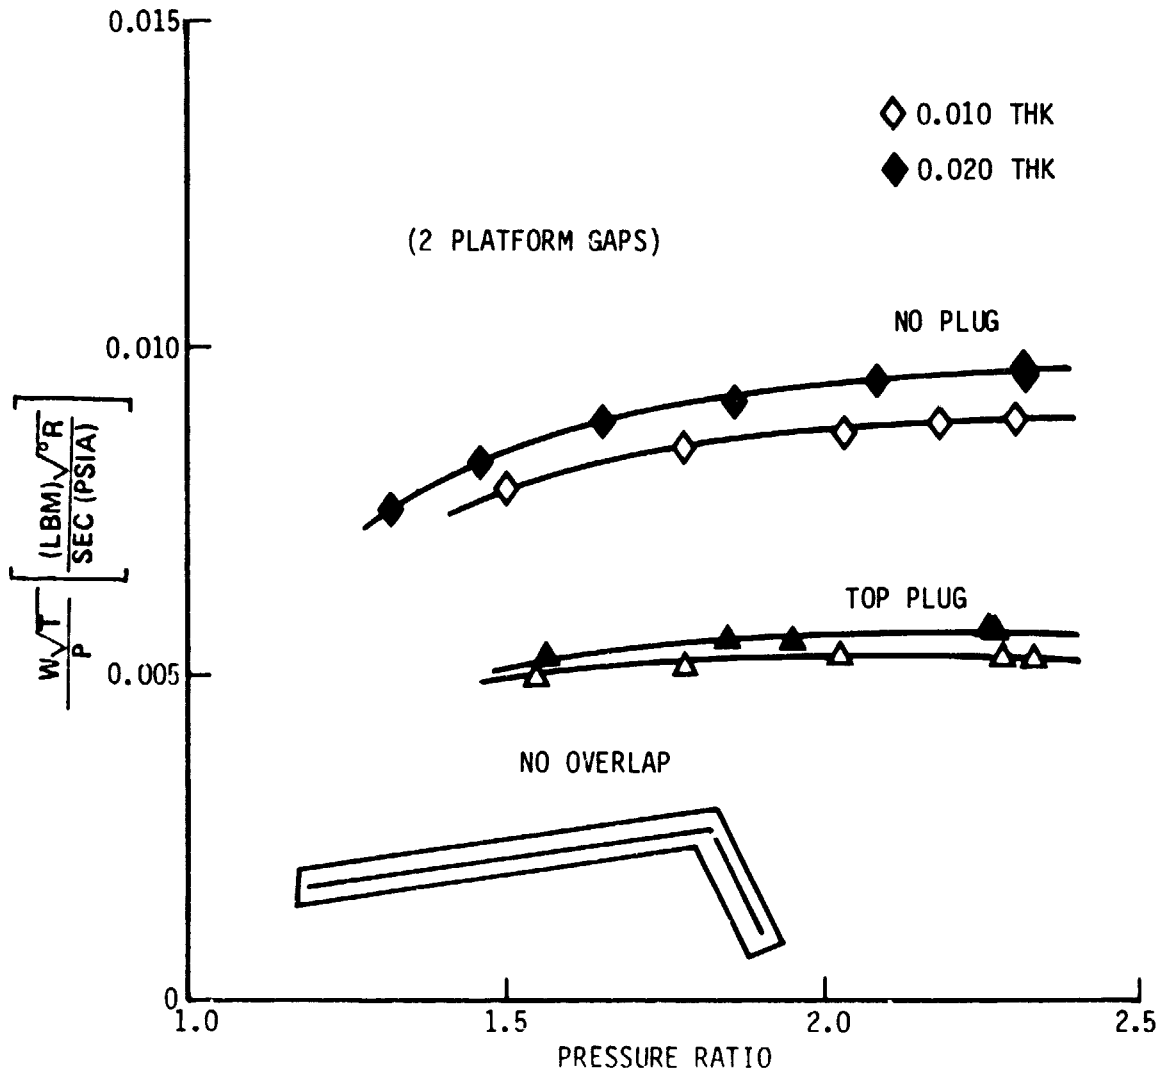 0.015
0.010 THK
0.020 THK
(2 PLATFORM GAPS)
NO PLUG
0.010
W√T / P [(LBM)√°R / SEC (PSIA)]
TOP PLUG
0.005
NO OVERLAP
0
1.0
1.5
2.0
2.5
PRESSURE RATIO